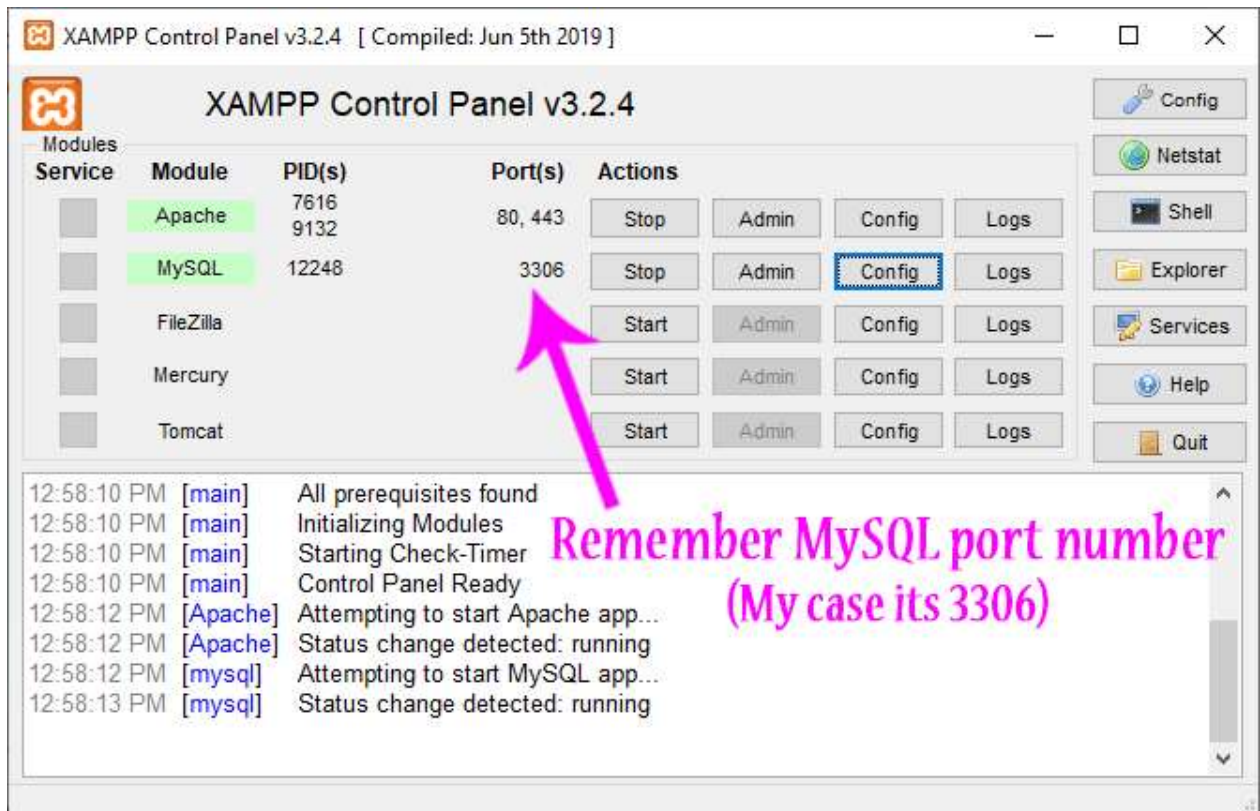 XAMPP Control Panel v3.2.4 [ Compiled: Jun 5th 2019 ]
XAMPP Control Panel v3.2.4
Config
Modules
Netstat
Service Module PID(s) Port(s) Actions
Apache 7616 9132 80, 443 Stop Admin Config Logs
Shell
MySQL 12248 3306 Stop Admin Config Logs
Explorer
FileZilla Start Admin Config Logs
Services
Mercury Start Admin Config Logs
Help
Tomcat Start Admin Config Logs
Quit
12:58:10 PM [main] All prerequisites found
12:58:10 PM [main] Initializing Modules
12:58:10 PM [main] Starting Check-Timer
12:58:10 PM [main] Control Panel Ready
12:58:12 PM [Apache] Attempting to start Apache app...
12:58:12 PM [Apache] Status change detected: running
12:58:12 PM [mysql] Attempting to start MySQL app...
12:58:13 PM [mysql] Status change detected: running
Remember MySQL port number
(My case its 3306)